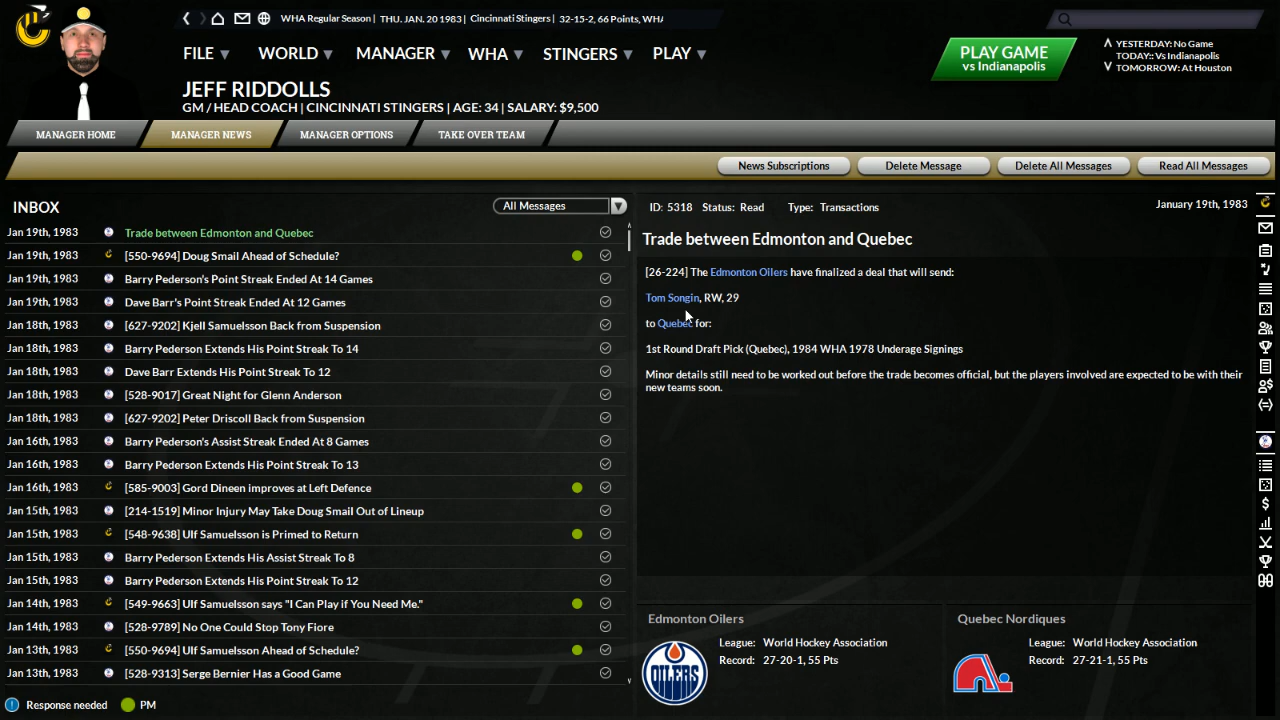 WHA Regular Season | THU. JAN. 20 1983 | Cincinnati Stingers | 32-15-2, 66 Points, WHA
FILE WORLD MANAGER WHA STINGERS PLAY
PLAY GAME
vs Indianapolis
YESTERDAY: No Game
TODAY:: Vs Indianapolis
TOMORROW: At Houston
JEFF RIDDOLLS
GM / HEAD COACH | CINCINNATI STINGERS | AGE: 34 | SALARY: $9,500
MANAGER HOME MANAGER NEWS MANAGER OPTIONS TAKE OVER TEAM
News Subscriptions Delete Message Delete All Messages Read All Messages
INBOX All Messages
Jan 19th, 1983 Trade between Edmonton and Quebec
Jan 19th, 1983 [550-9694] Doug Smail Ahead of Schedule?
Jan 19th, 1983 Barry Pederson's Point Streak Ended At 14 Games
Jan 19th, 1983 Dave Barr's Point Streak Ended At 12 Games
Jan 18th, 1983 [627-9202] Kjell Samuelsson Back from Suspension
Jan 18th, 1983 Barry Pederson Extends His Point Streak To 14
Jan 18th, 1983 Dave Barr Extends His Point Streak To 12
Jan 18th, 1983 [528-9017] Great Night for Glenn Anderson
Jan 18th, 1983 [627-9202] Peter Driscoll Back from Suspension
Jan 16th, 1983 Barry Pederson's Assist Streak Ended At 8 Games
Jan 16th, 1983 Barry Pederson Extends His Point Streak To 13
Jan 16th, 1983 [585-9003] Gord Dineen improves at Left Defence
Jan 15th, 1983 [214-1519] Minor Injury May Take Doug Smail Out of Lineup
Jan 15th, 1983 [548-9638] Ulf Samuelsson is Primed to Return
Jan 15th, 1983 Barry Pederson Extends His Assist Streak To 8
Jan 15th, 1983 Barry Pederson Extends His Point Streak To 12
Jan 14th, 1983 [549-9663] Ulf Samuelsson says "I Can Play if You Need Me."
Jan 14th, 1983 [528-9789] No One Could Stop Tony Fiore
Jan 13th, 1983 [550-9694] Ulf Samuelsson Ahead of Schedule?
Jan 13th, 1983 [528-9313] Serge Bernier Has a Good Game
Response needed PM
ID: 5318 Status: Read Type: Transactions January 19th, 1983
Trade between Edmonton and Quebec
[26-224] The Edmonton Oilers have finalized a deal that will send:
Tom Songin, RW, 29
to Quebec for:
1st Round Draft Pick (Quebec), 1984 WHA 1978 Underage Signings
Minor details still need to be worked out before the trade becomes official, but the players involved are expected to be with their
new teams soon.
Edmonton Oilers
League: World Hockey Association
Record: 27-20-1, 55 Pts
OILERS
Quebec Nordiques
League: World Hockey Association
Record: 27-21-1, 55 Pts